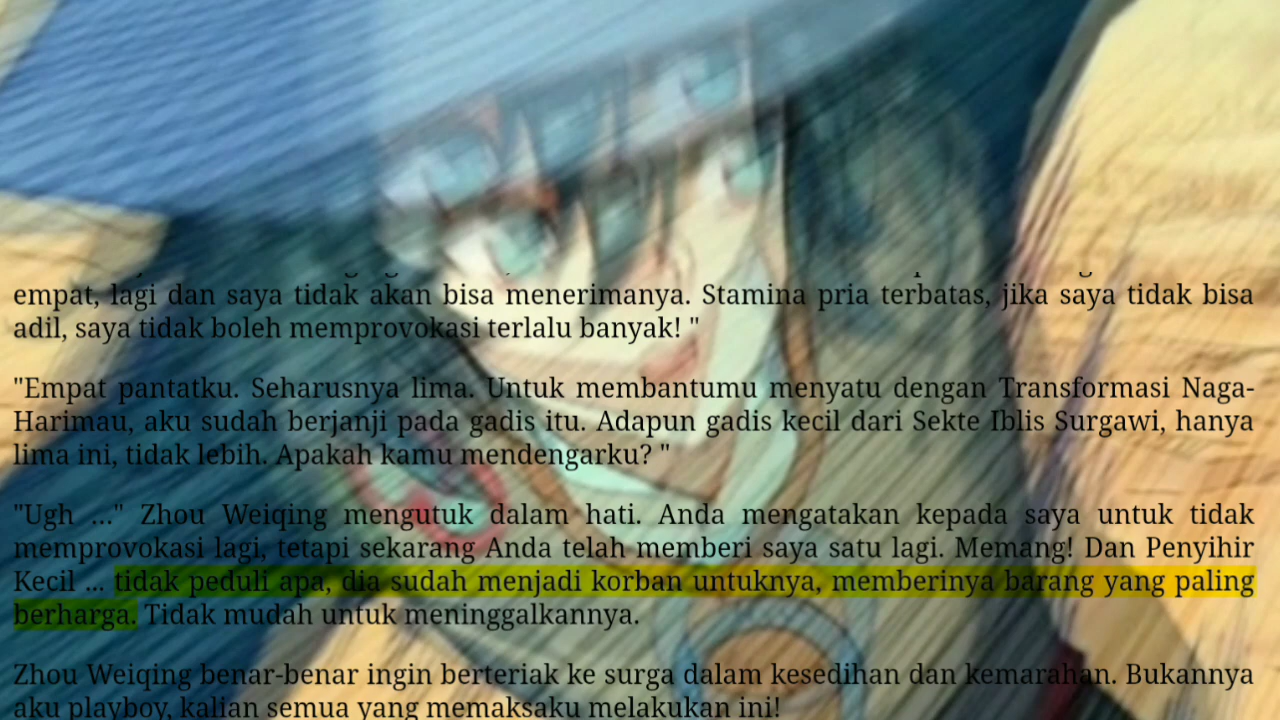 empat, lagi dan saya tidak akan bisa menerimanya. Stamina pria terbatas, jika saya tidak bisa
adil, saya tidak boleh memprovokasi terlalu banyak! "
"Empat pantatku. Seharusnya lima. Untuk membantumu menyatu dengan Transformasi Naga-
Harimau, aku sudah berjanji pada gadis itu. Adapun gadis kecil dari Sekte Iblis Surgawi, hanya
lima ini, tidak lebih. Apakah kamu mendengarku? "
"Ugh ..." Zhou Weiqing mengutuk dalam hati. Anda mengatakan kepada saya untuk tidak
memprovokasi lagi, tetapi sekarang Anda telah memberi saya satu lagi. Memang! Dan Penyihir
Kecil ... tidak peduli apa, dia sudah menjadi korban untuknya, memberinya barang yang paling
berharga. Tidak mudah untuk meninggalkannya.
Zhou Weiqing benar-benar ingin berteriak ke surga dalam kesedihan dan kemarahan. Bukannya
aku playboy, kalian semua yang memaksaku melakukan ini!